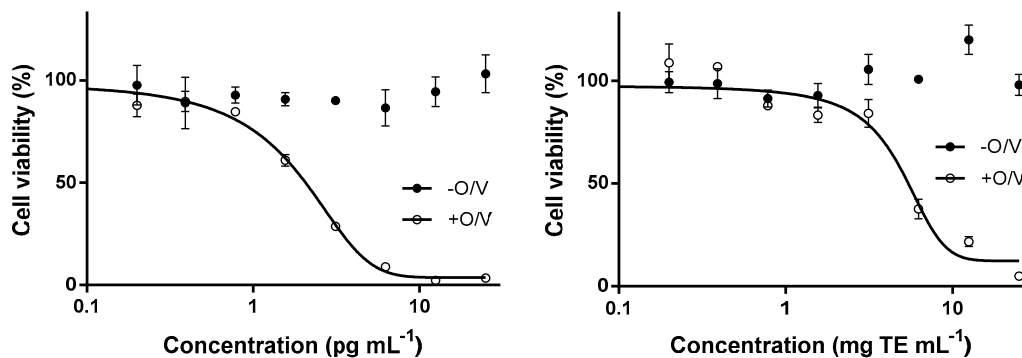 Cell viability (%)
100
50
0
0.1
1
10
Concentration (pg mL-1)
-O/V
+O/V
Cell viability (%)
100
50
0
0.1
1
10
Concentration (mg TE mL-1)
-O/V
+O/V